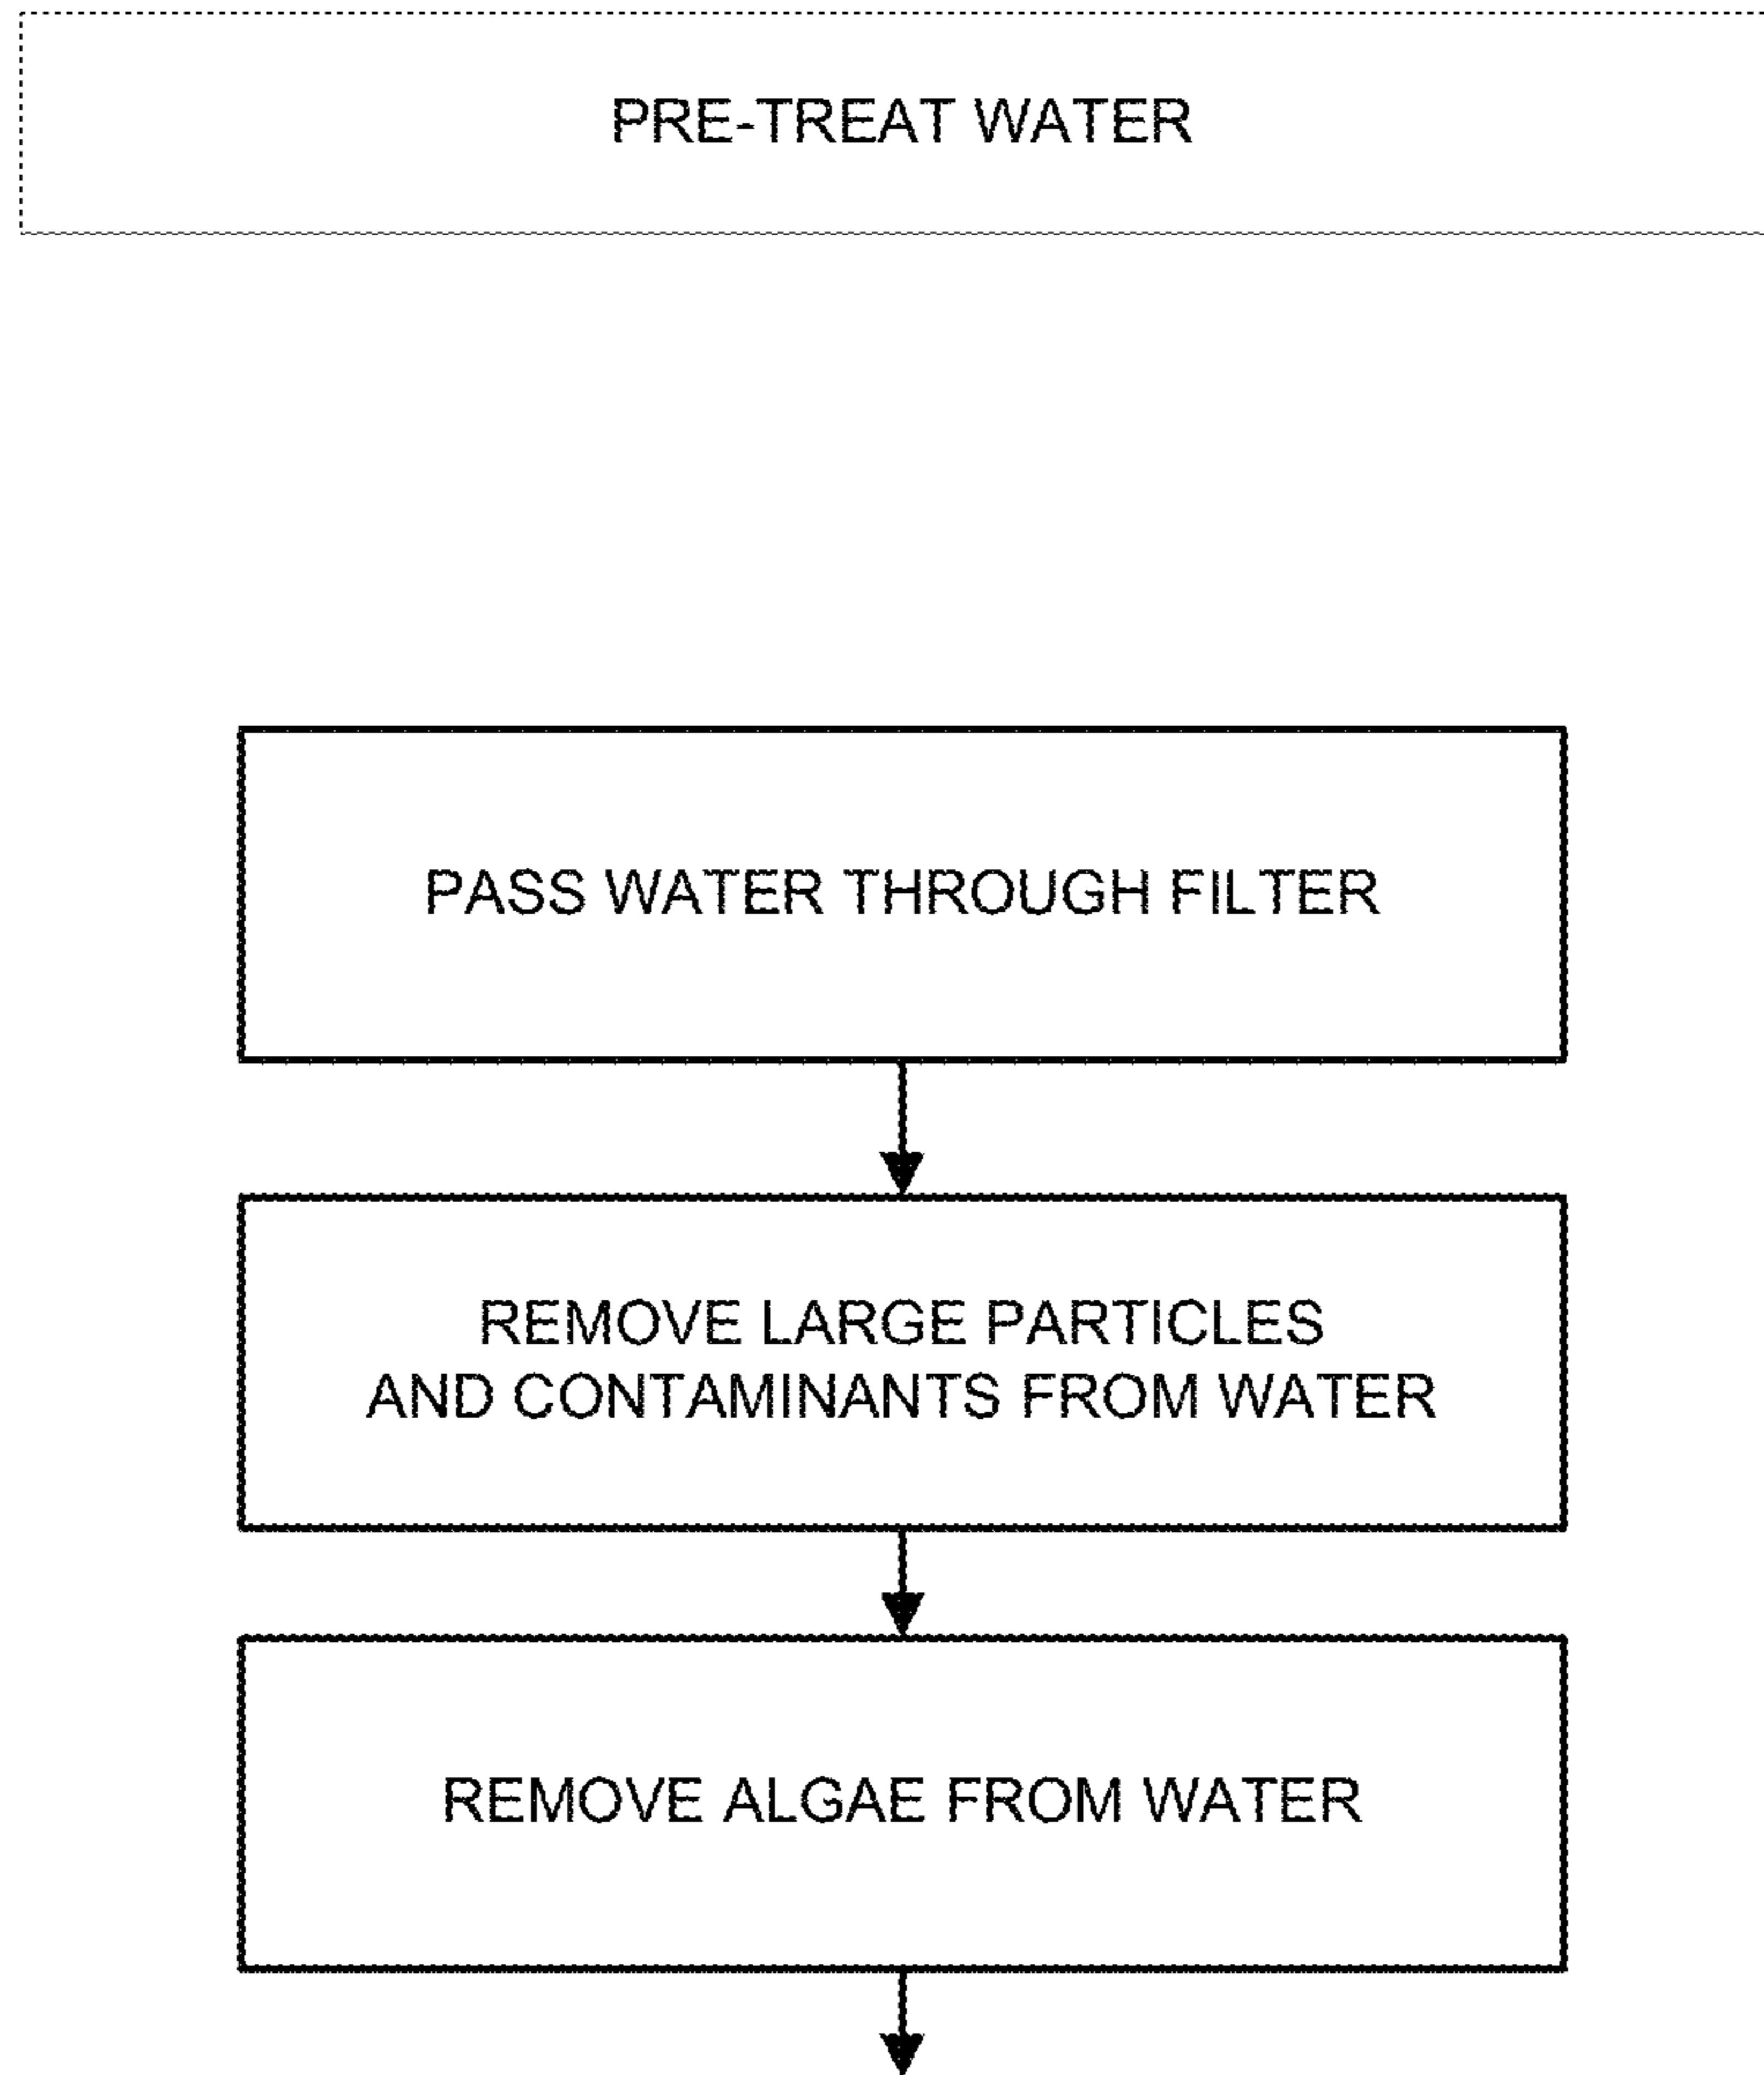 PRE-TREAT WATER
PASS WATER THROUGH FILTER
REMOVE LARGE PARTICLES
AND CONTAMINANTS FROM WATER
REMOVE ALGAE FROM WATER